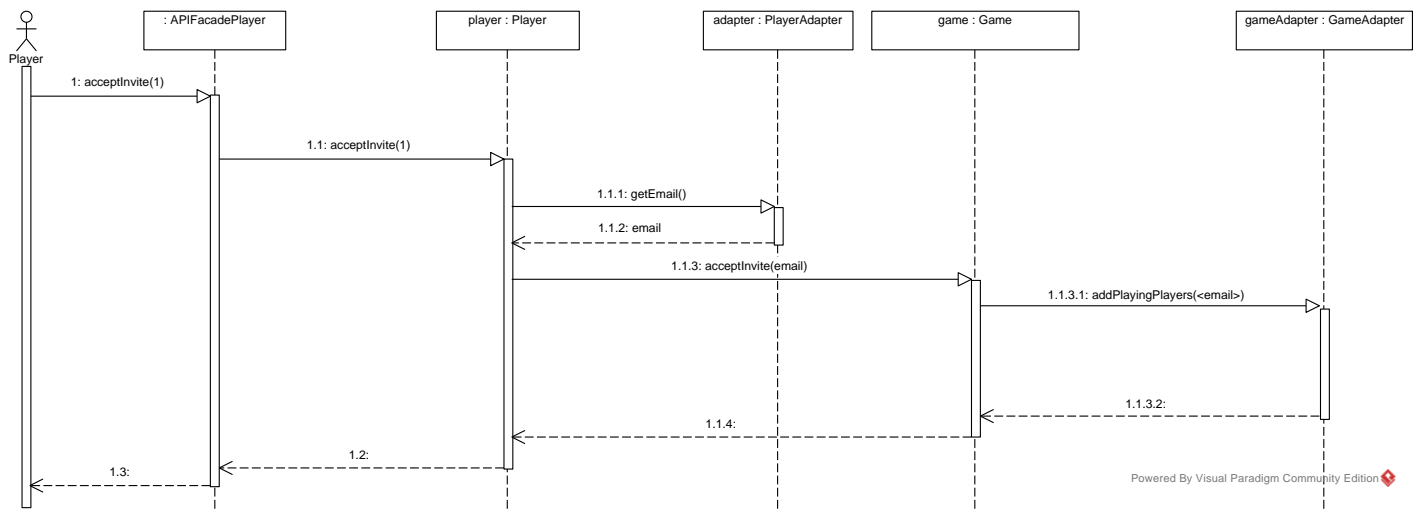 : APIFacadePlayer
player : Player
adapter : PlayerAdapter
game : Game
gameAdapter : GameAdapter
Player
1: acceptInvite(1)
1.1: acceptInvite(1)
1.1.1: getEmail()
1.1.2: email
1.1.3: acceptInvite(email)
1.1.3.1: addPlayingPlayers(<email>)
1.1.3.2:
1.1.4:
1.2:
1.3:
Powered By Visual Paradigm Community Edition